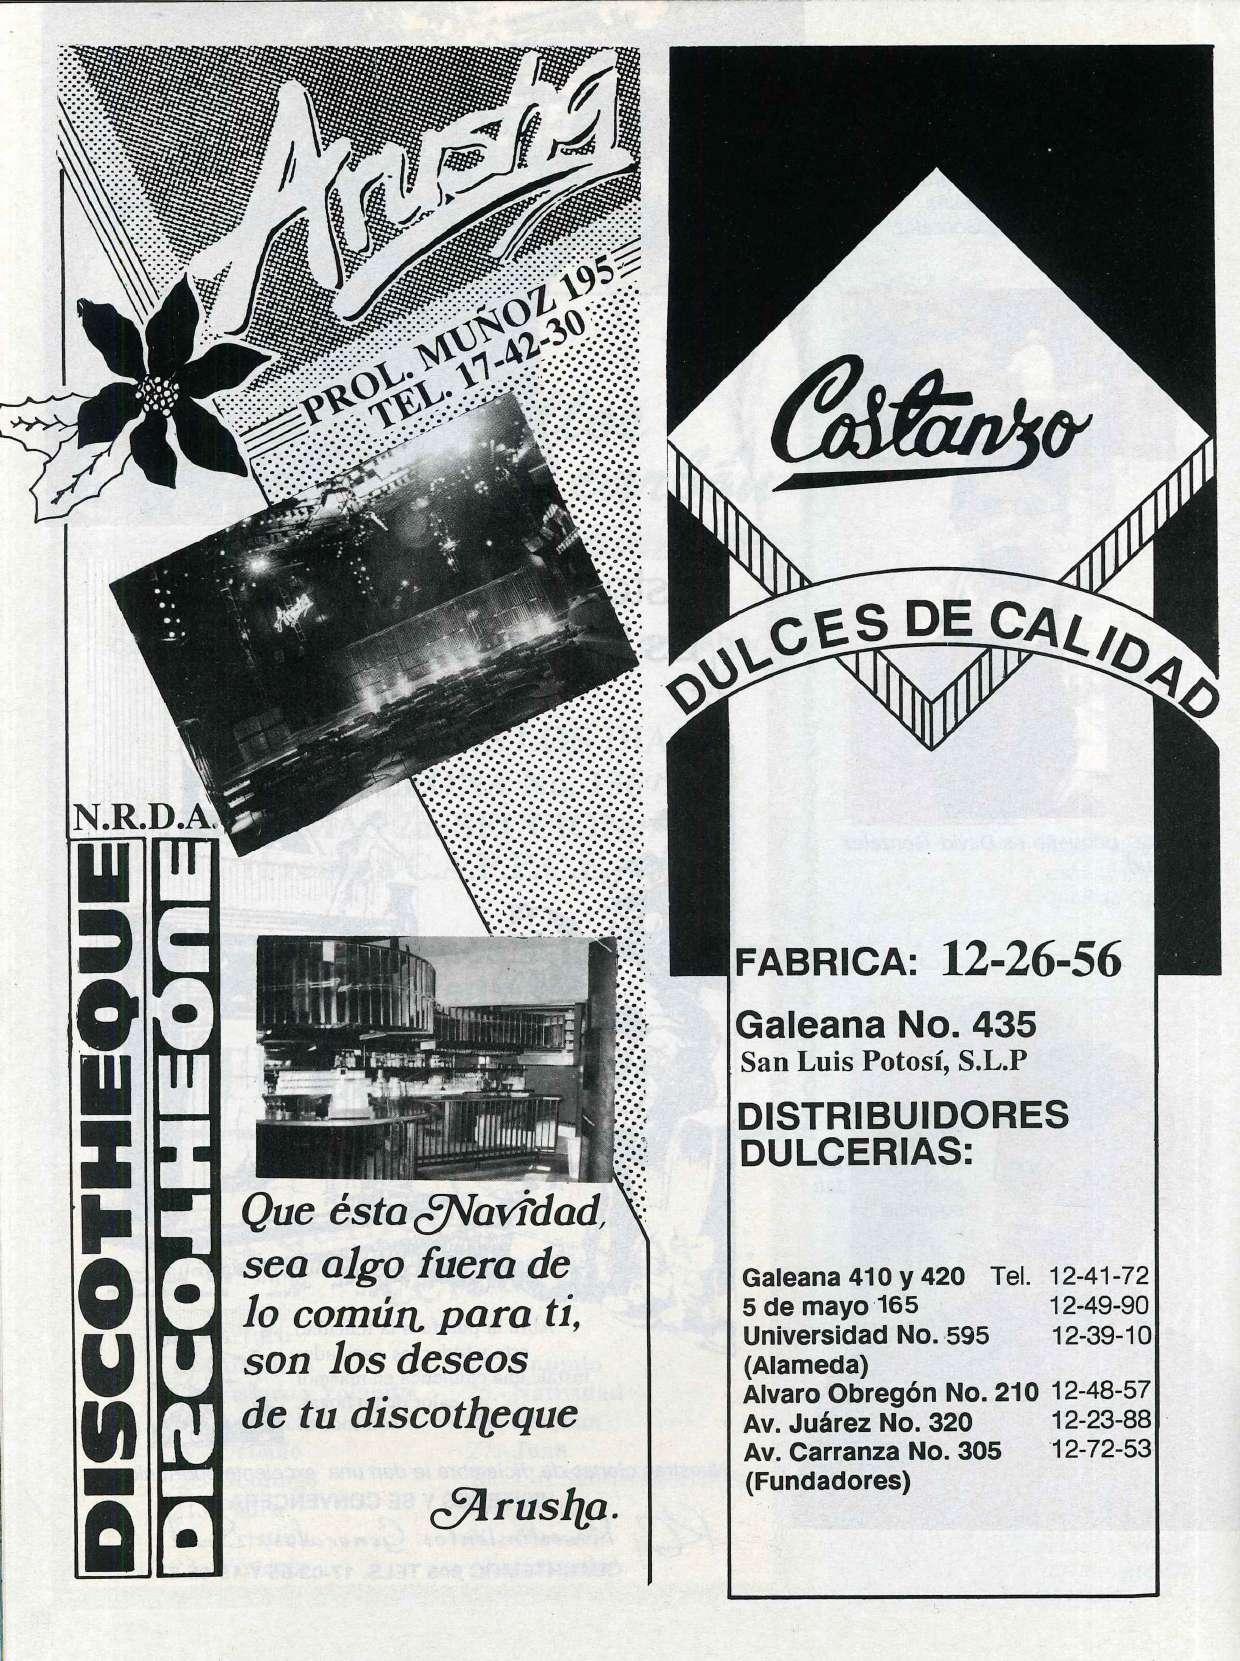 Arusha
PROL. MUÑOZ 195
TEL. 17-42-30
Arusha
N.R.D.A.
DISCOTHEQUE
DISCOTHEQUE
Que ésta Navidad,
sea algo fuera de
lo común, para ti,
son los deseos
de tu discotheque
Arusha.
Costanzo
DULCES DE CALIDAD
FABRICA: 12-26-56
Galeana No. 435
San Luis Potosí, S.L.P
DISTRIBUIDORES
DULCERIAS:
Galeana 410 y 420 Tel. 12-41-72
5 de mayo 165 12-49-90
Universidad No. 595 12-39-10
(Alameda)
Alvaro Obregón No. 210 12-48-57
Av. Juárez No. 320 12-23-88
Av. Carranza No. 305 12-72-53
(Fundadores)